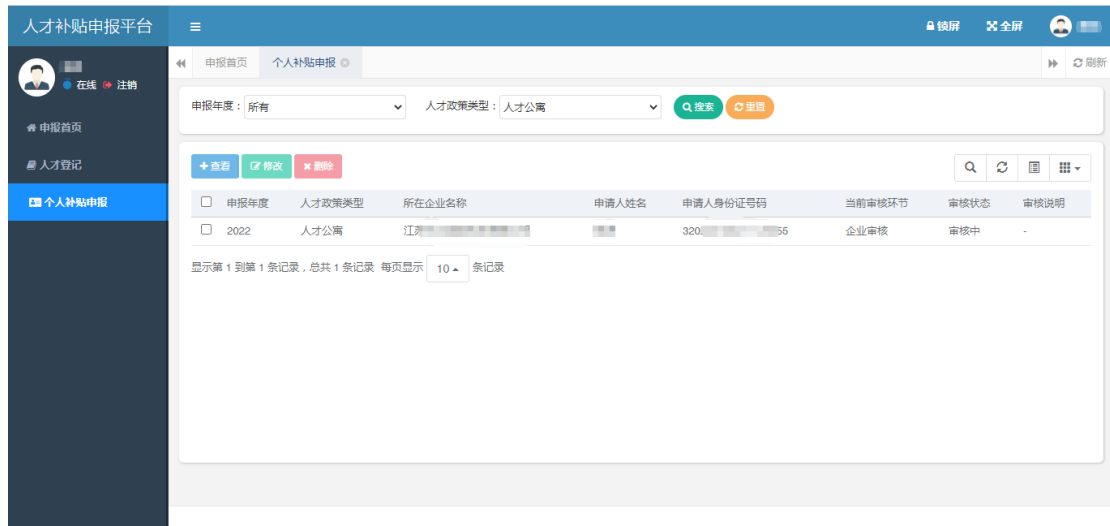 人才补贴申报平台
锁屏 全屏
在线 注销
申报首页 个人补贴申报 刷新
申报年度： 所有 人才政策类型： 人才公寓 搜索 重置
申报首页
人才登记
个人补贴申报
查看 修改 删除
申报年度 人才政策类型 所在企业名称 申请人姓名 申请人身份证号码 当前审核环节 审核状态 审核说明
2022 人才公寓 江 320 55 企业审核 审核中 -
显示第 1 到第 1 条记录，总共 1 条记录 每页显示 10 条记录